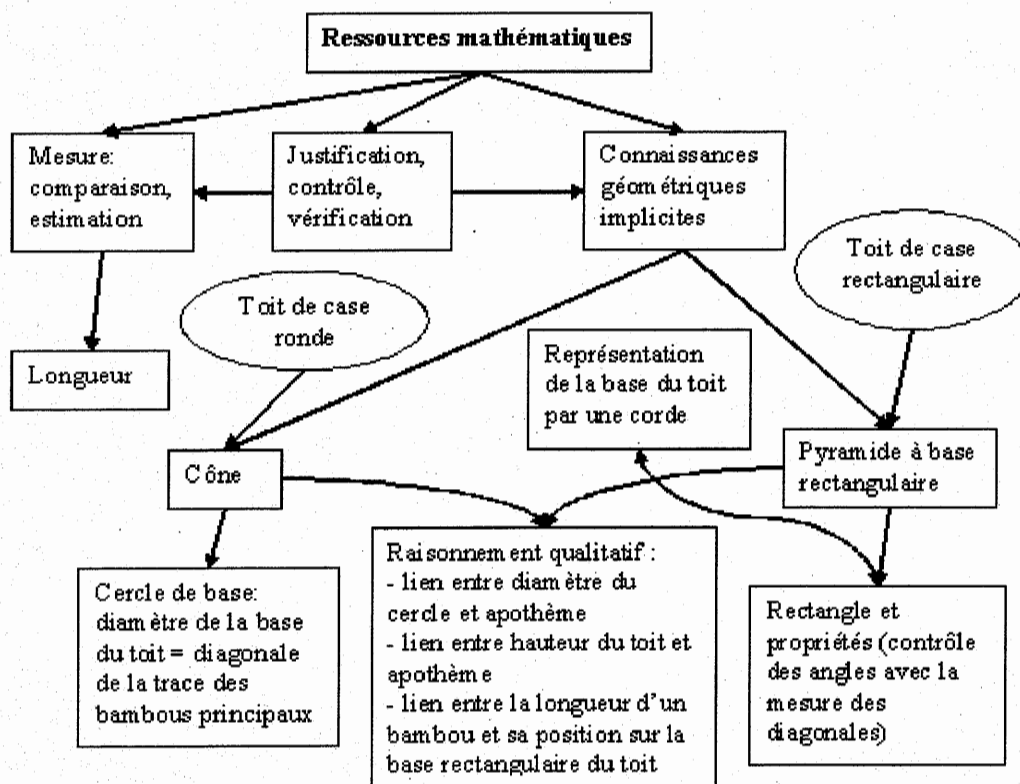 Ressources mathématiques
Mesure:
comparaison,
estimation
Justification,
contrôle,
vérification
Connaissances
géométriques
implicites
Toit de case
rectangulaire
Toit de case
ronde
Longueur
Représentation
de la base du toit
par une corde
Cône
Pyramide à base
rectangulaire
Cercle de base:
diamètre de la base
du toit = diagonale
de la trace des
bambous principaux
Raisonnement qualitatif :
- lien entre diamètre du
cercle et apothème
- lien entre hauteur du toit et
apothème
- lien entre la longueur d'un
bambou et sa position sur la
base rectangulaire du toit
Rectangle et
propriétés (contrôle
des angles avec la
mesure des
diagonales)